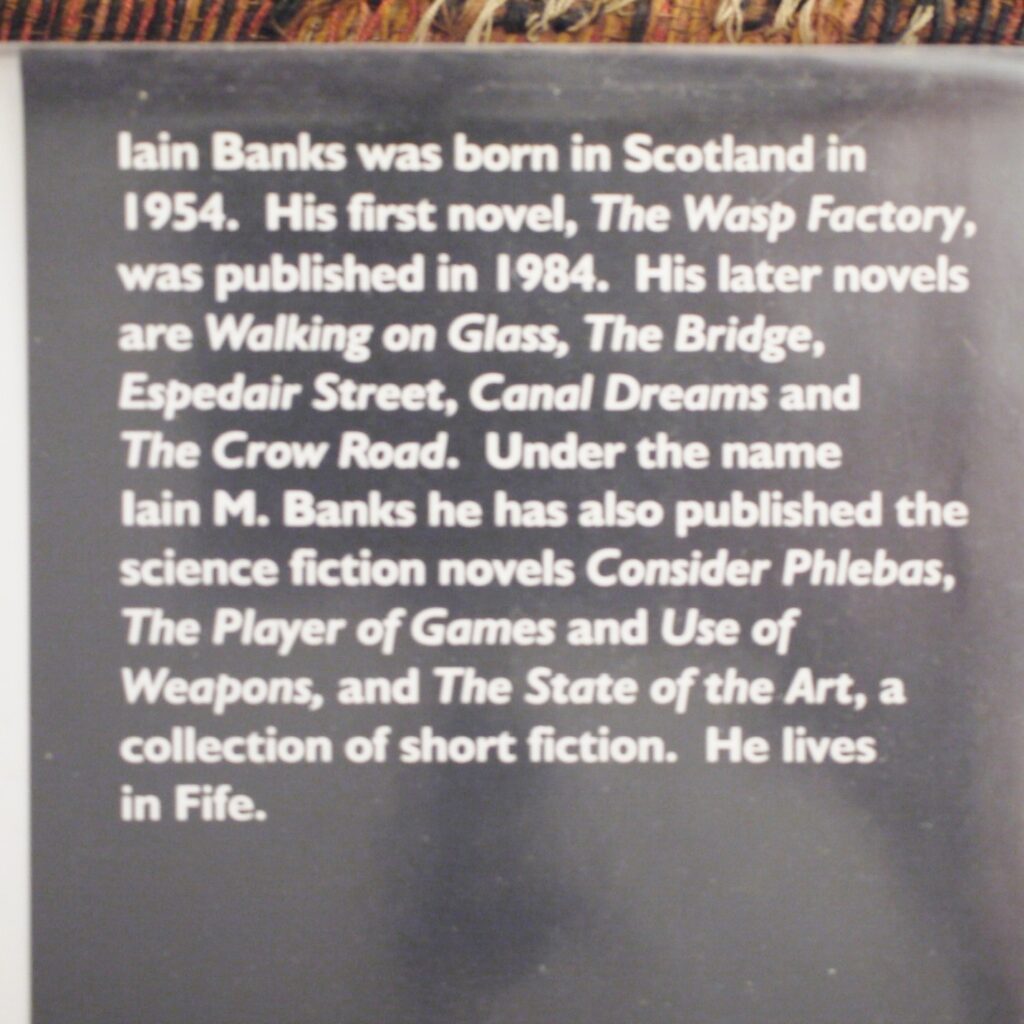 Iain Banks was born in Scotland in
1954. His first novel, The Wasp Factory,
was published in 1984. His later novels
are Walking on Glass, The Bridge,
Espedair Street, Canal Dreams and
The Crow Road. Under the name
Iain M. Banks he has also published the
science fiction novels Consider Phlebas,
The Player of Games and Use of
Weapons, and The State of the Art, a
collection of short fiction. He lives
in Fife.